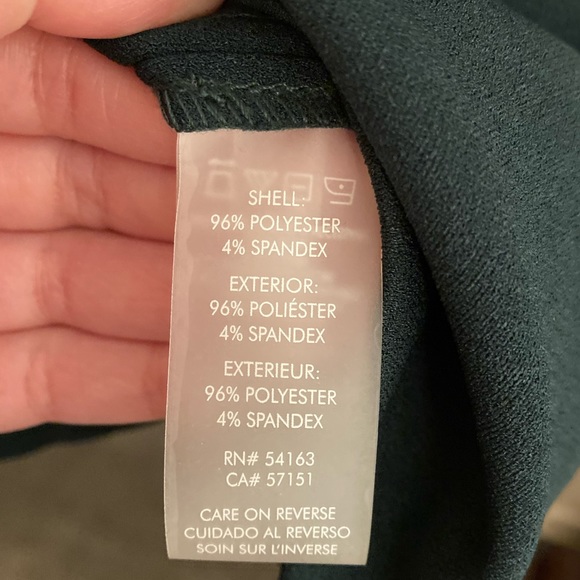 SHELL:
96% POLYESTER
4% SPANDEX
EXTERIOR:
96% POLIÉSTER
4% SPANDEX
EXTERIEUR:
96% POLYESTER
4% SPANDEX
RN# 54163
CA# 57151
CARE ON REVERSE
CUIDADO AL REVERSO
SOIN SUR L'INVERSE